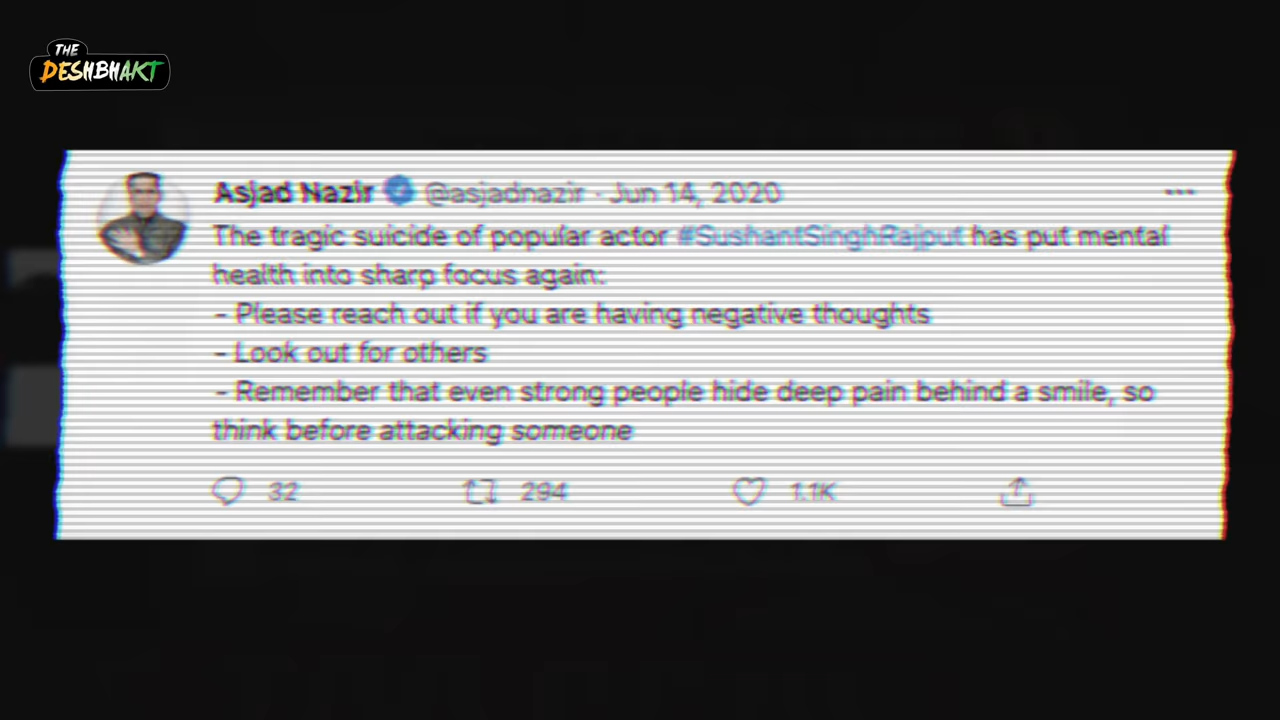 THE
DESHBHAKT
Asjad Nazir @asjadnazir · Jun 14, 2020 ...
The tragic suicide of popular actor #SushantSinghRajput has put mental
health into sharp focus again:
- Please reach out if you are having negative thoughts
- Look out for others
- Remember that even strong people hide deep pain behind a smile, so
think before attacking someone
32 294 1.1K